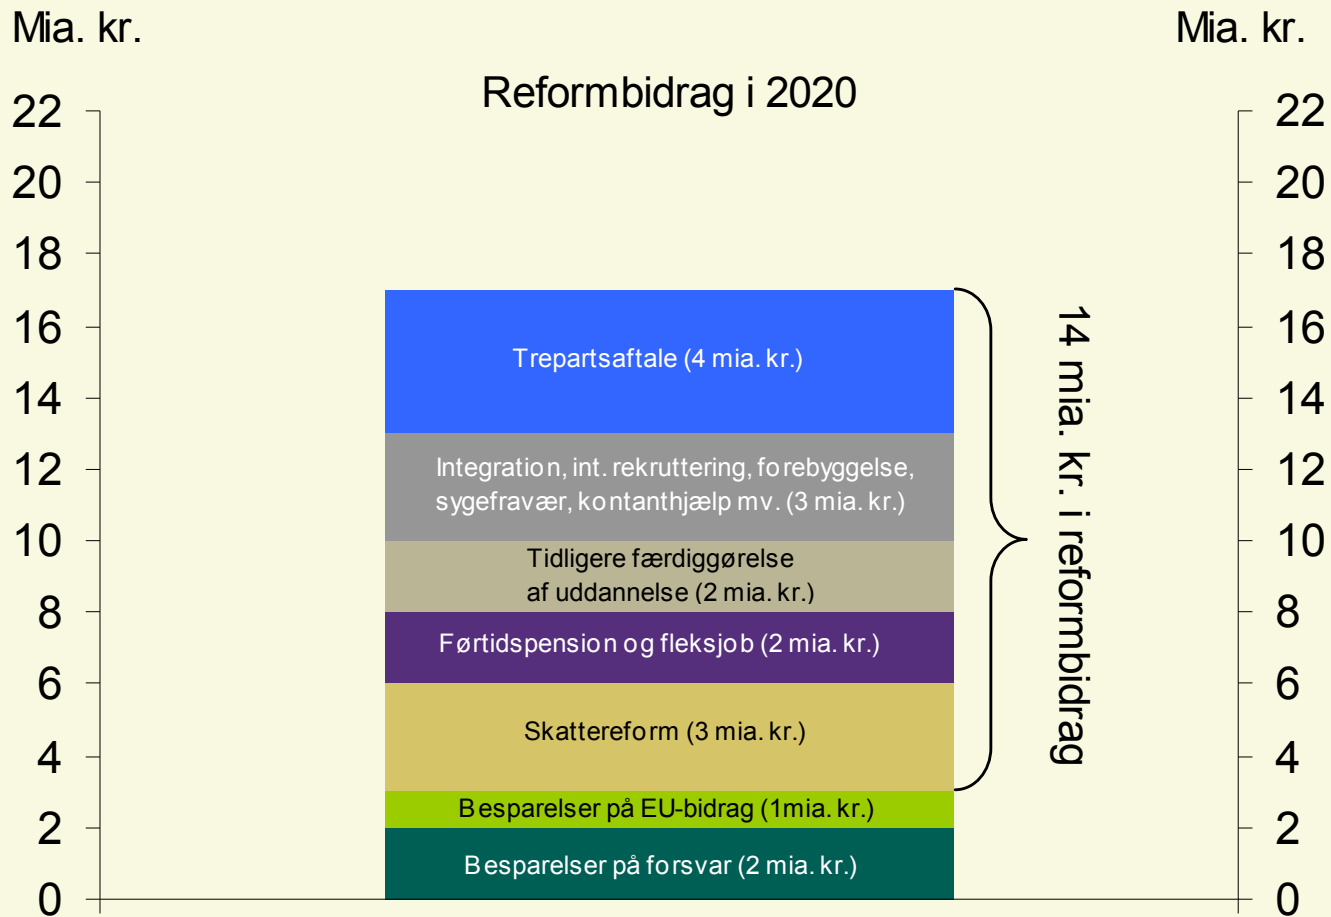 Mia. kr.
Mia. kr.
Reformbidrag i 2020
22
20
18
16
14
12
10
8
6
4
2
0
Trepartsaftale (4 mia. kr.)
Integration, int. rekruttering, forebyggelse,
sygefravær, kontanthjælp mv. (3 mia. kr.)
Tidligere færdiggørelse
af uddannelse (2 mia. kr.)
Førtidspension og fleksjob (2 mia. kr.)
Skattereform (3 mia. kr.)
Besparelser på EU-bidrag (1mia. kr.)
Besparelser på forsvar (2 mia. kr.)
14 mia. kr. i reformbidrag
22
20
18
16
14
12
10
8
6
4
2
0